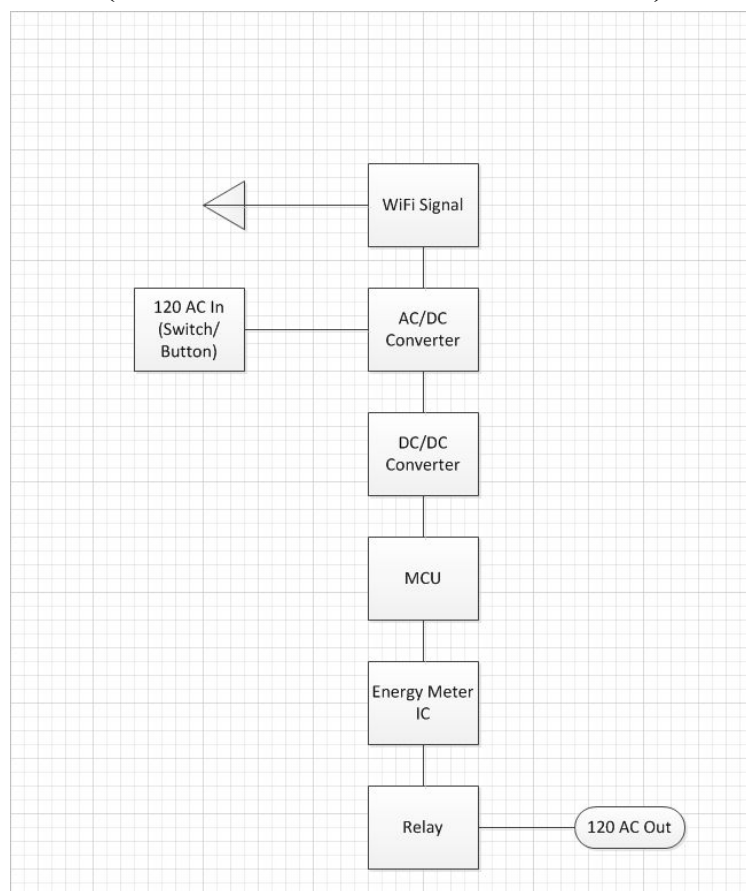 WiFi Signal
120 AC In
(Switch/
Button)
AC/DC
Converter
DC/DC
Converter
MCU
Energy Meter
IC
Relay
120 AC Out